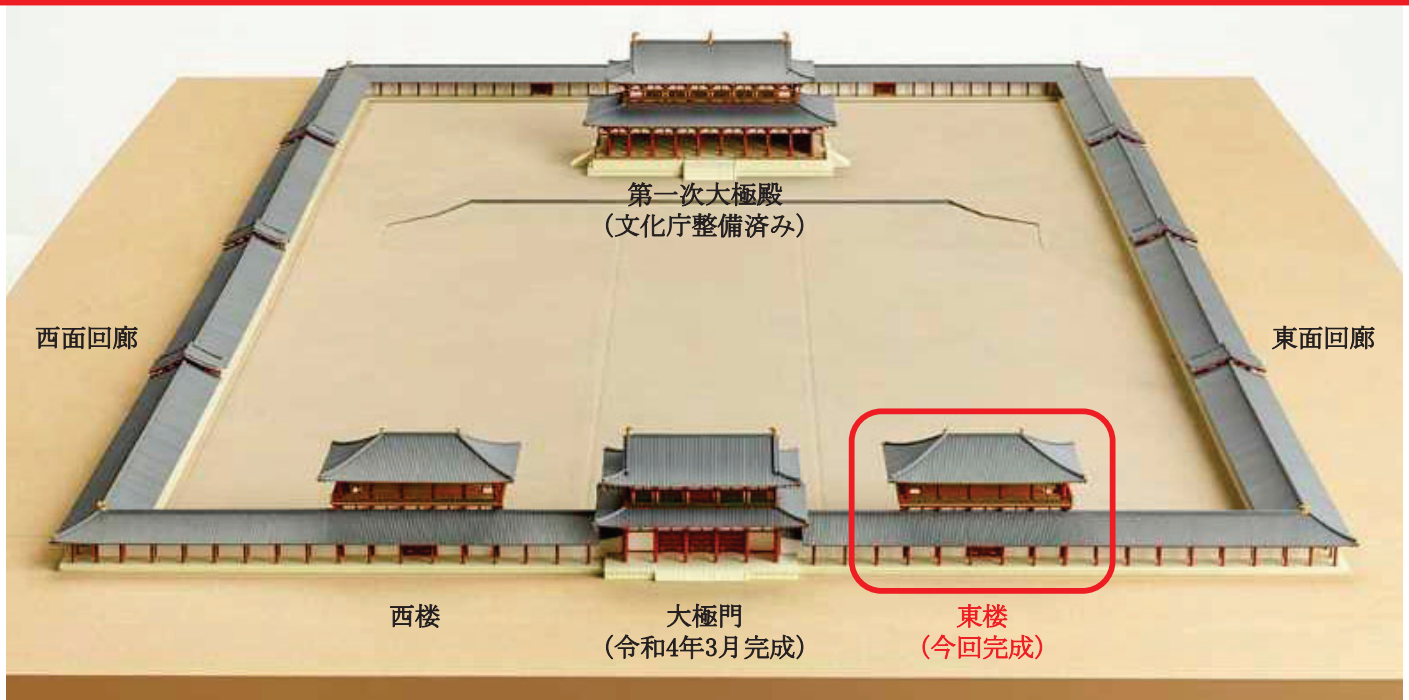 第一次大極殿
(文化庁整備済み)
西面回廊
東面回廊
西楼
大極門
(令和4年3月完成)
東楼
(今回完成)